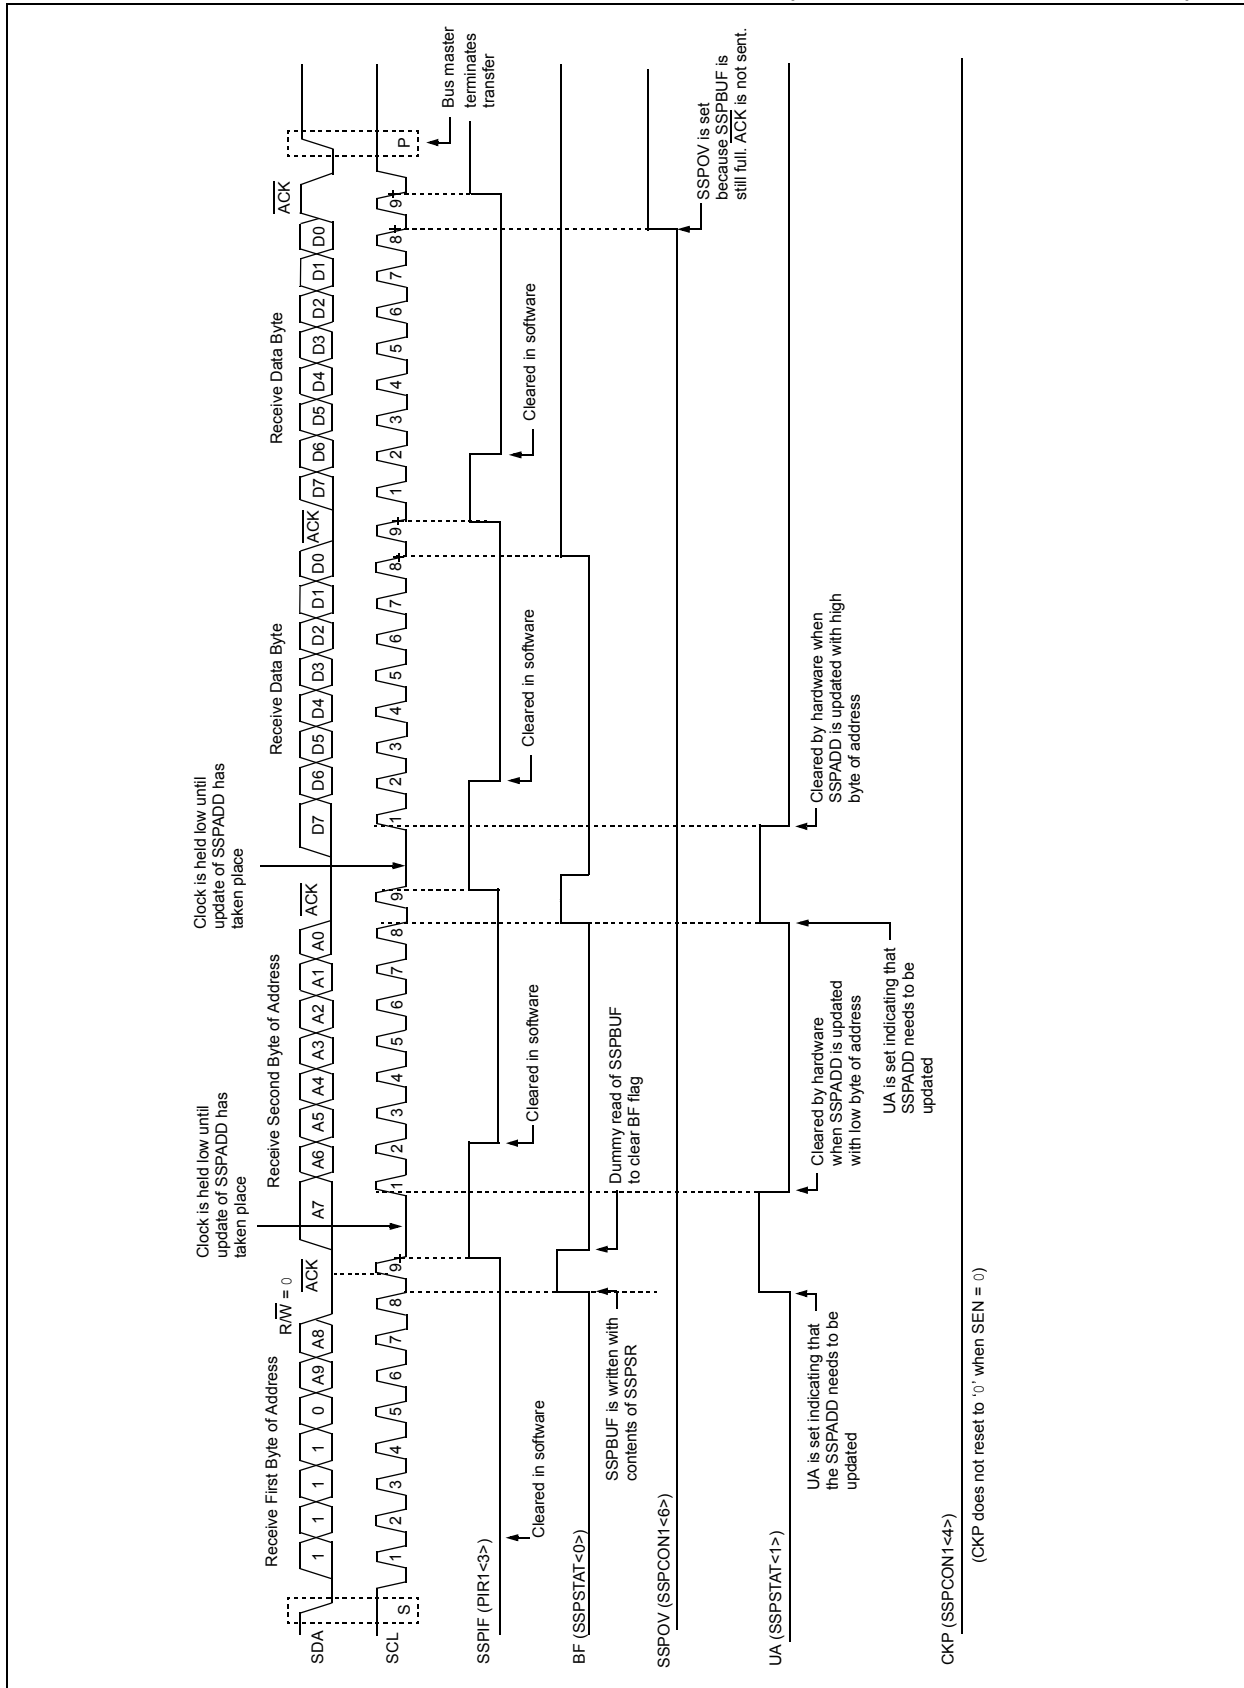 Receive First Byte of Address
R/W = 0
Clock is held low until
update of SSPADD has
taken place
Receive Second Byte of Address
Clock is held low until
update of SSPADD has
taken place
Receive Data Byte
Receive Data Byte
SDA
1 1 1 1 0 A9 A8 ACK A7 A6 A5 A4 A3 A2 A1 A0 ACK D7 D6 D5 D4 D3 D2 D1 D0 ACK D7 D6 D5 D4 D3 D2 D1 D0 ACK
SCL
S 1 2 3 4 5 6 7 8 9 1 2 3 4 5 6 7 8 9 1 2 3 4 5 6 7 8 9 1 2 3 4 5 6 7 8 9 P
Bus master
terminates
transfer
SSPIF (PIR1<3>)
Cleared in software
Cleared in software
Cleared in software
Cleared in software
BF (SSPSTAT<0>)
SSPBUF is written with
contents of SSPSR
Dummy read of SSPBUF
to clear BF flag
SSPOV (SSPCON1<6>)
SSPOV is set
because SSPBUF is
still full. ACK is not sent.
UA (SSPSTAT<1>)
UA is set indicating that
the SSPADD needs to be
updated
Cleared by hardware
when SSPADD is updated
with low byte of address
UA is set indicating that
SSPADD needs to be
updated
Cleared by hardware when
SSPADD is updated with high
byte of address
CKP (SSPCON1<4>)
(CKP does not reset to ‘0’ when SEN = 0)